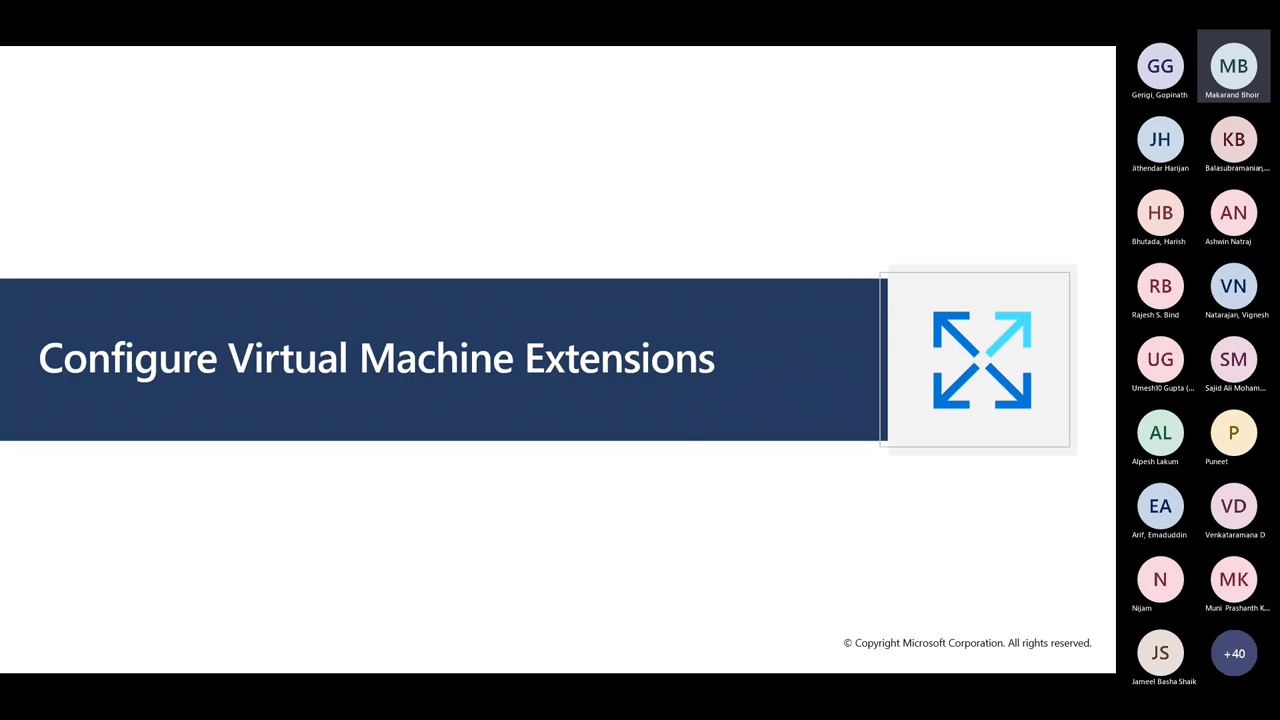 Configure Virtual Machine Extensions
© Copyright Microsoft Corporation. All rights reserved.
GG
Gerigi, Gopinath
MB
Makarand Bhoir
JH
Jithendar Harijan
KB
Balasubramanian,...
HB
Bhutada, Harish
AN
Ashwin Natraj
RB
Rajesh S. Bind
VN
Natarajan, Vignesh
UG
Umesh10 Gupta (...
SM
Sajid Ali Moham...
AL
Alpesh Lakum
P
Puneet
EA
Arif, Emaduddin
VD
Venkataramana D
N
Nijam
MK
Muni Prashanth K...
JS
Jameel Basha Shaik
+40